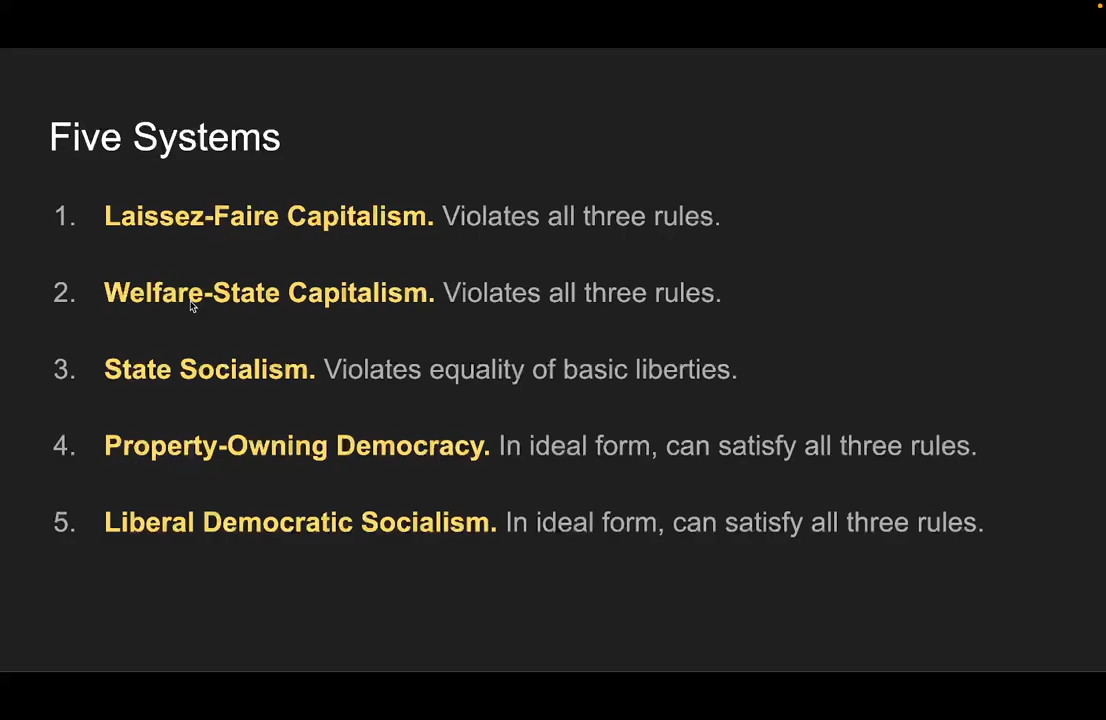 Five Systems
1. Laissez-Faire Capitalism. Violates all three rules.
2. Welfare-State Capitalism. Violates all three rules.
3. State Socialism. Violates equality of basic liberties.
4. Property-Owning Democracy. In ideal form, can satisfy all three rules.
5. Liberal Democratic Socialism. In ideal form, can satisfy all three rules.